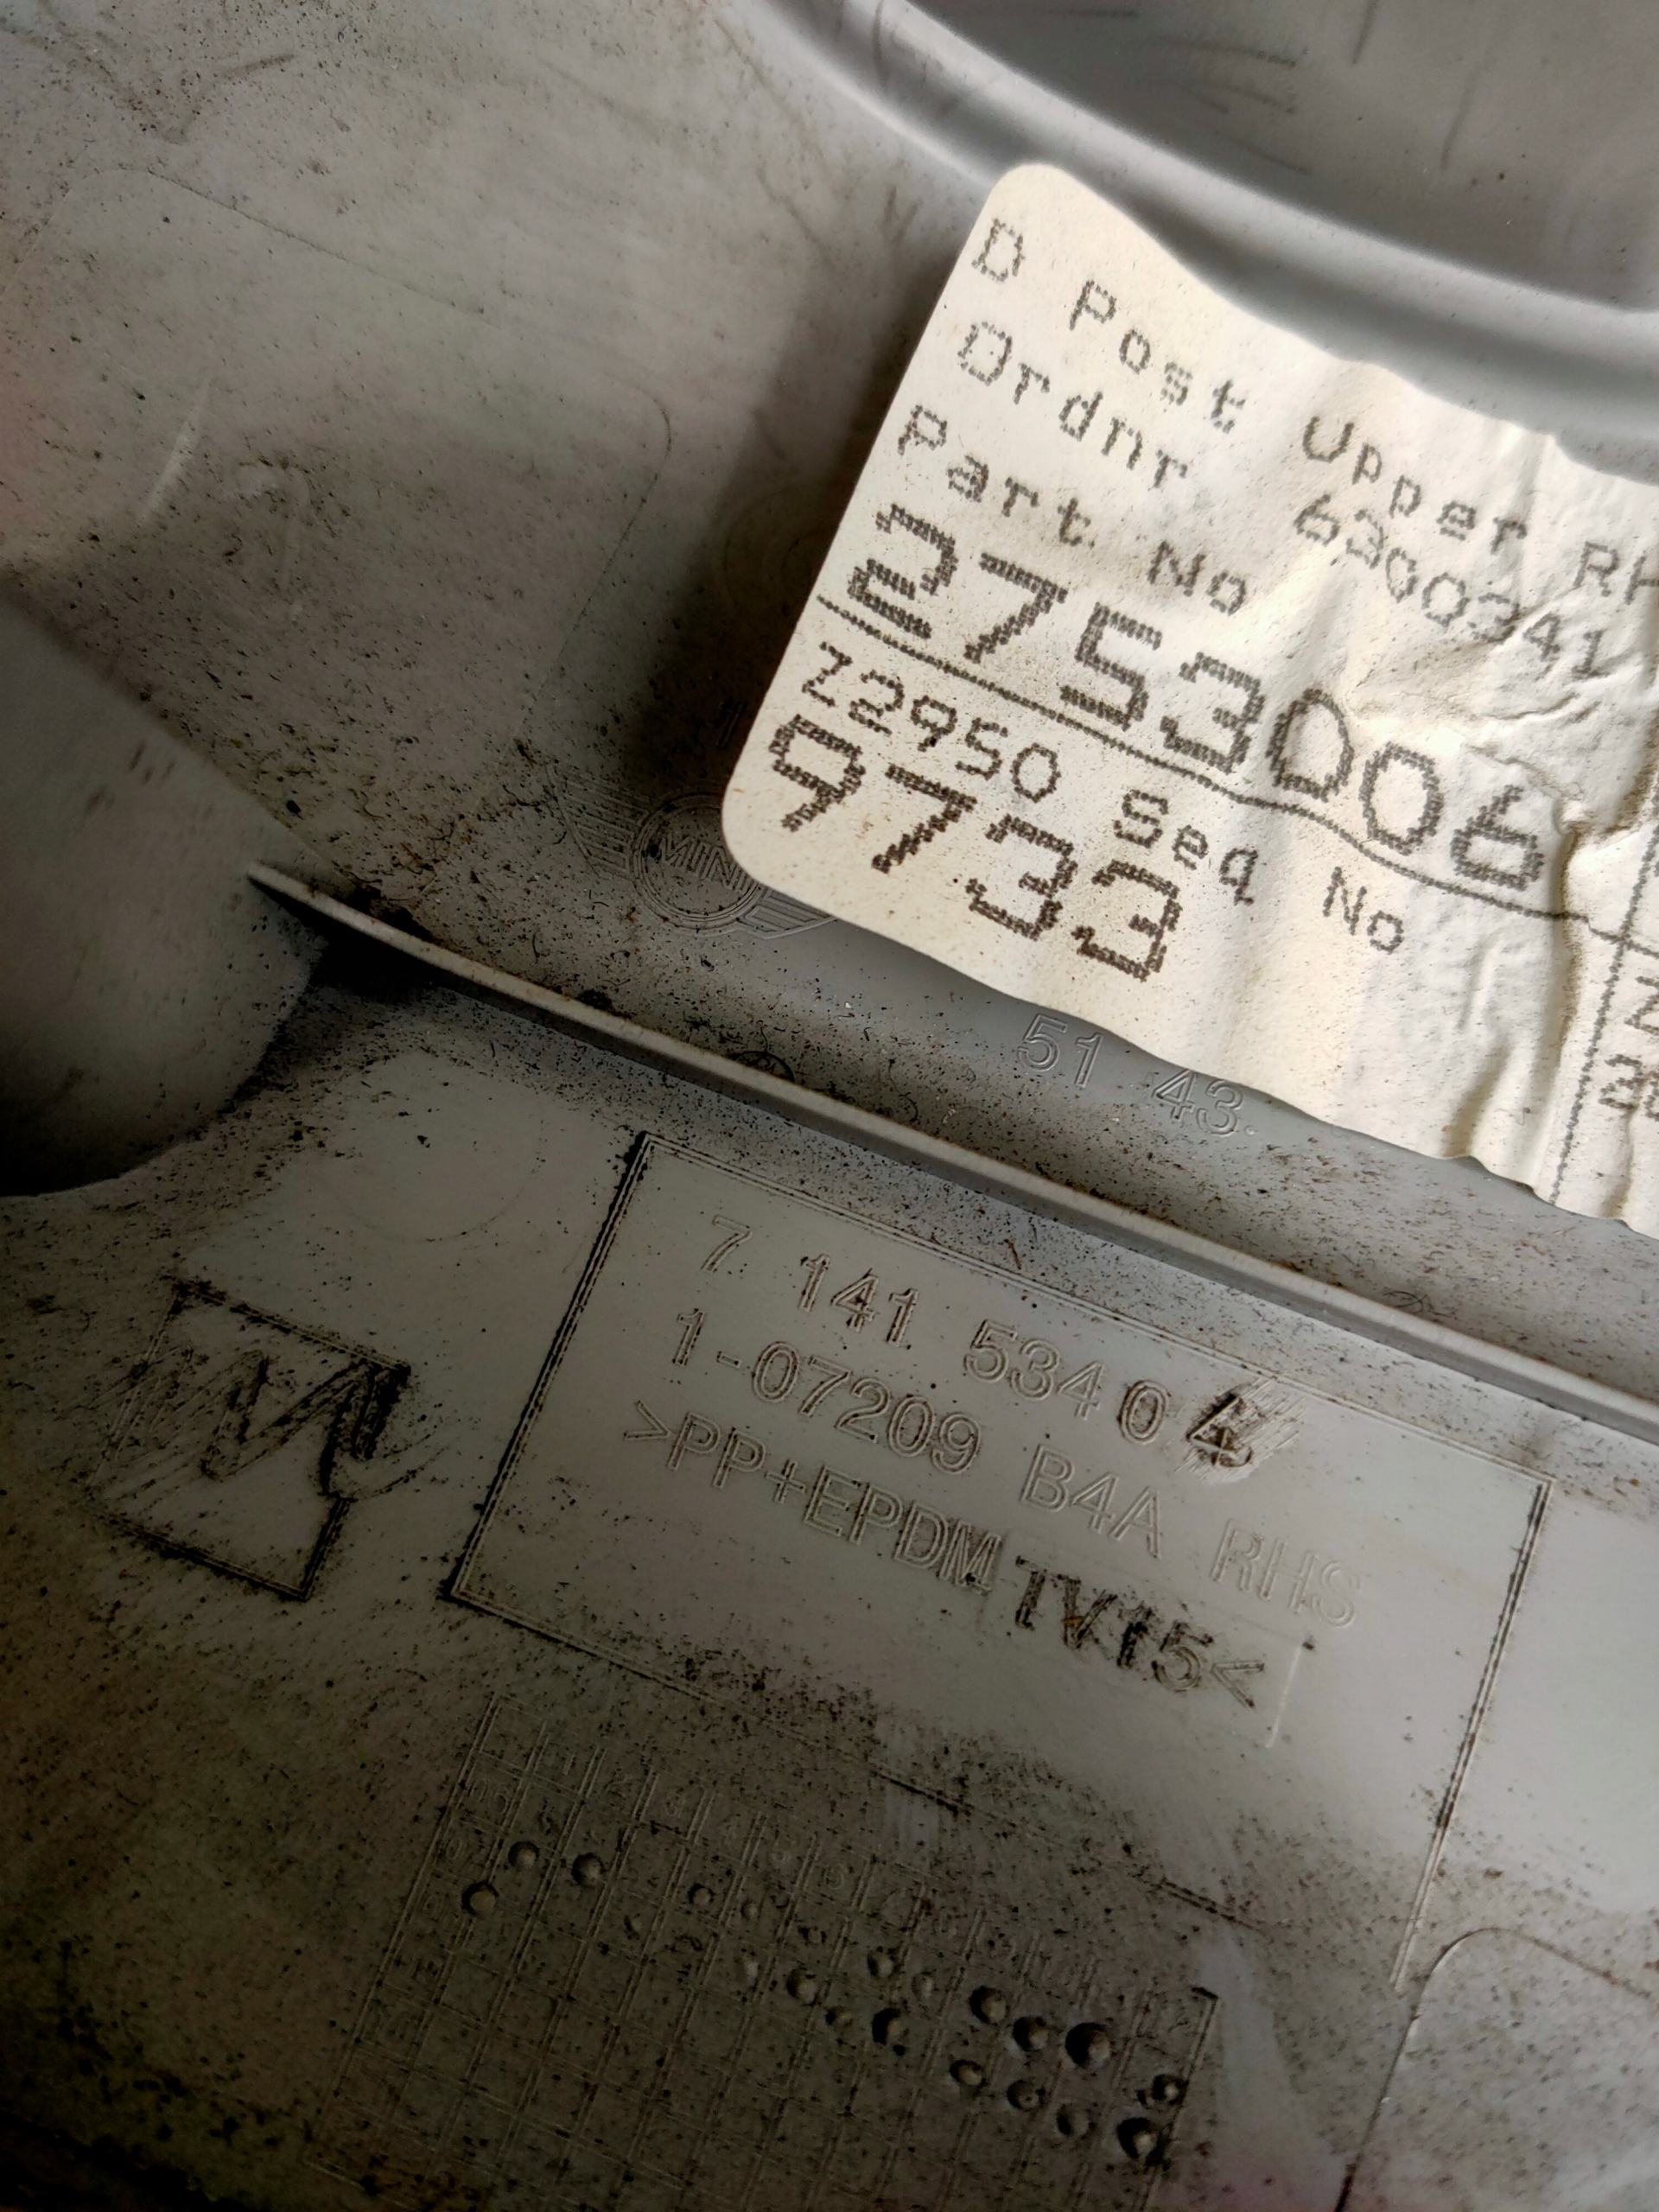 D Post Upper RH
Ordnr 6300341
Part No
2753006
Z2950 Seq No
9733
MINI
51 43
7 141 534 0
1-07209 B4A RHS
>PP+EPDM TV15<